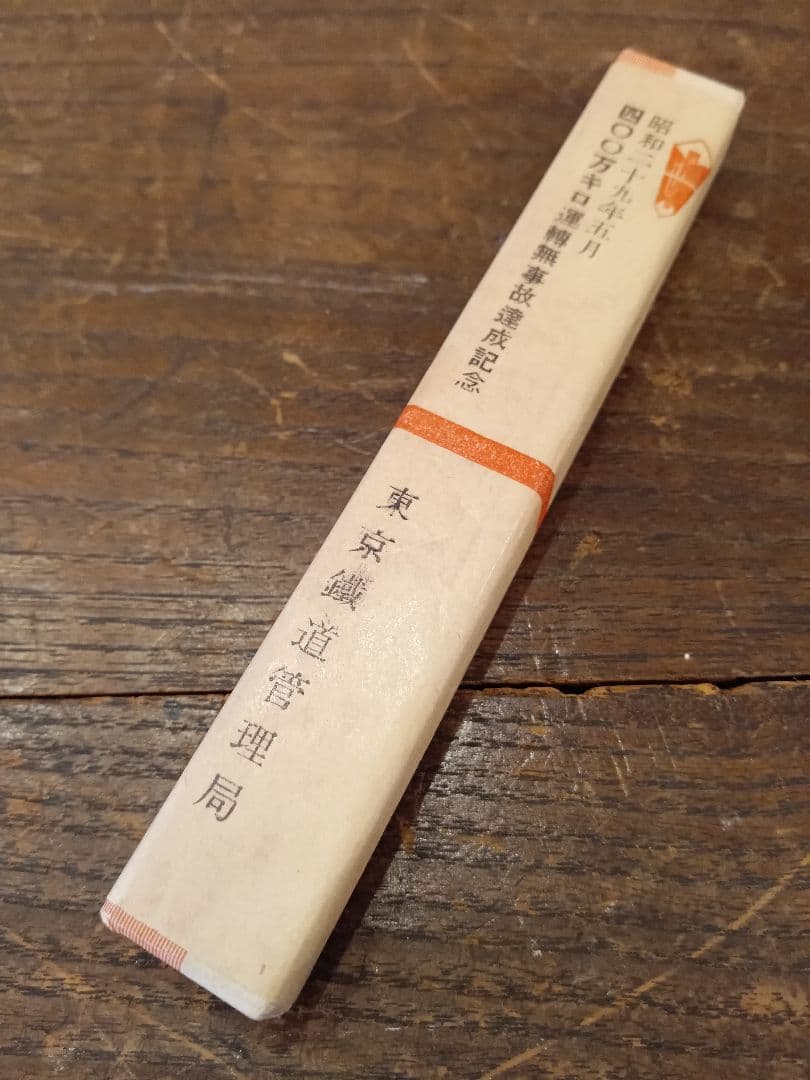 昭和二十九年五月
四〇〇万キロ運轉無事故達成記念
東京鐵道管理局